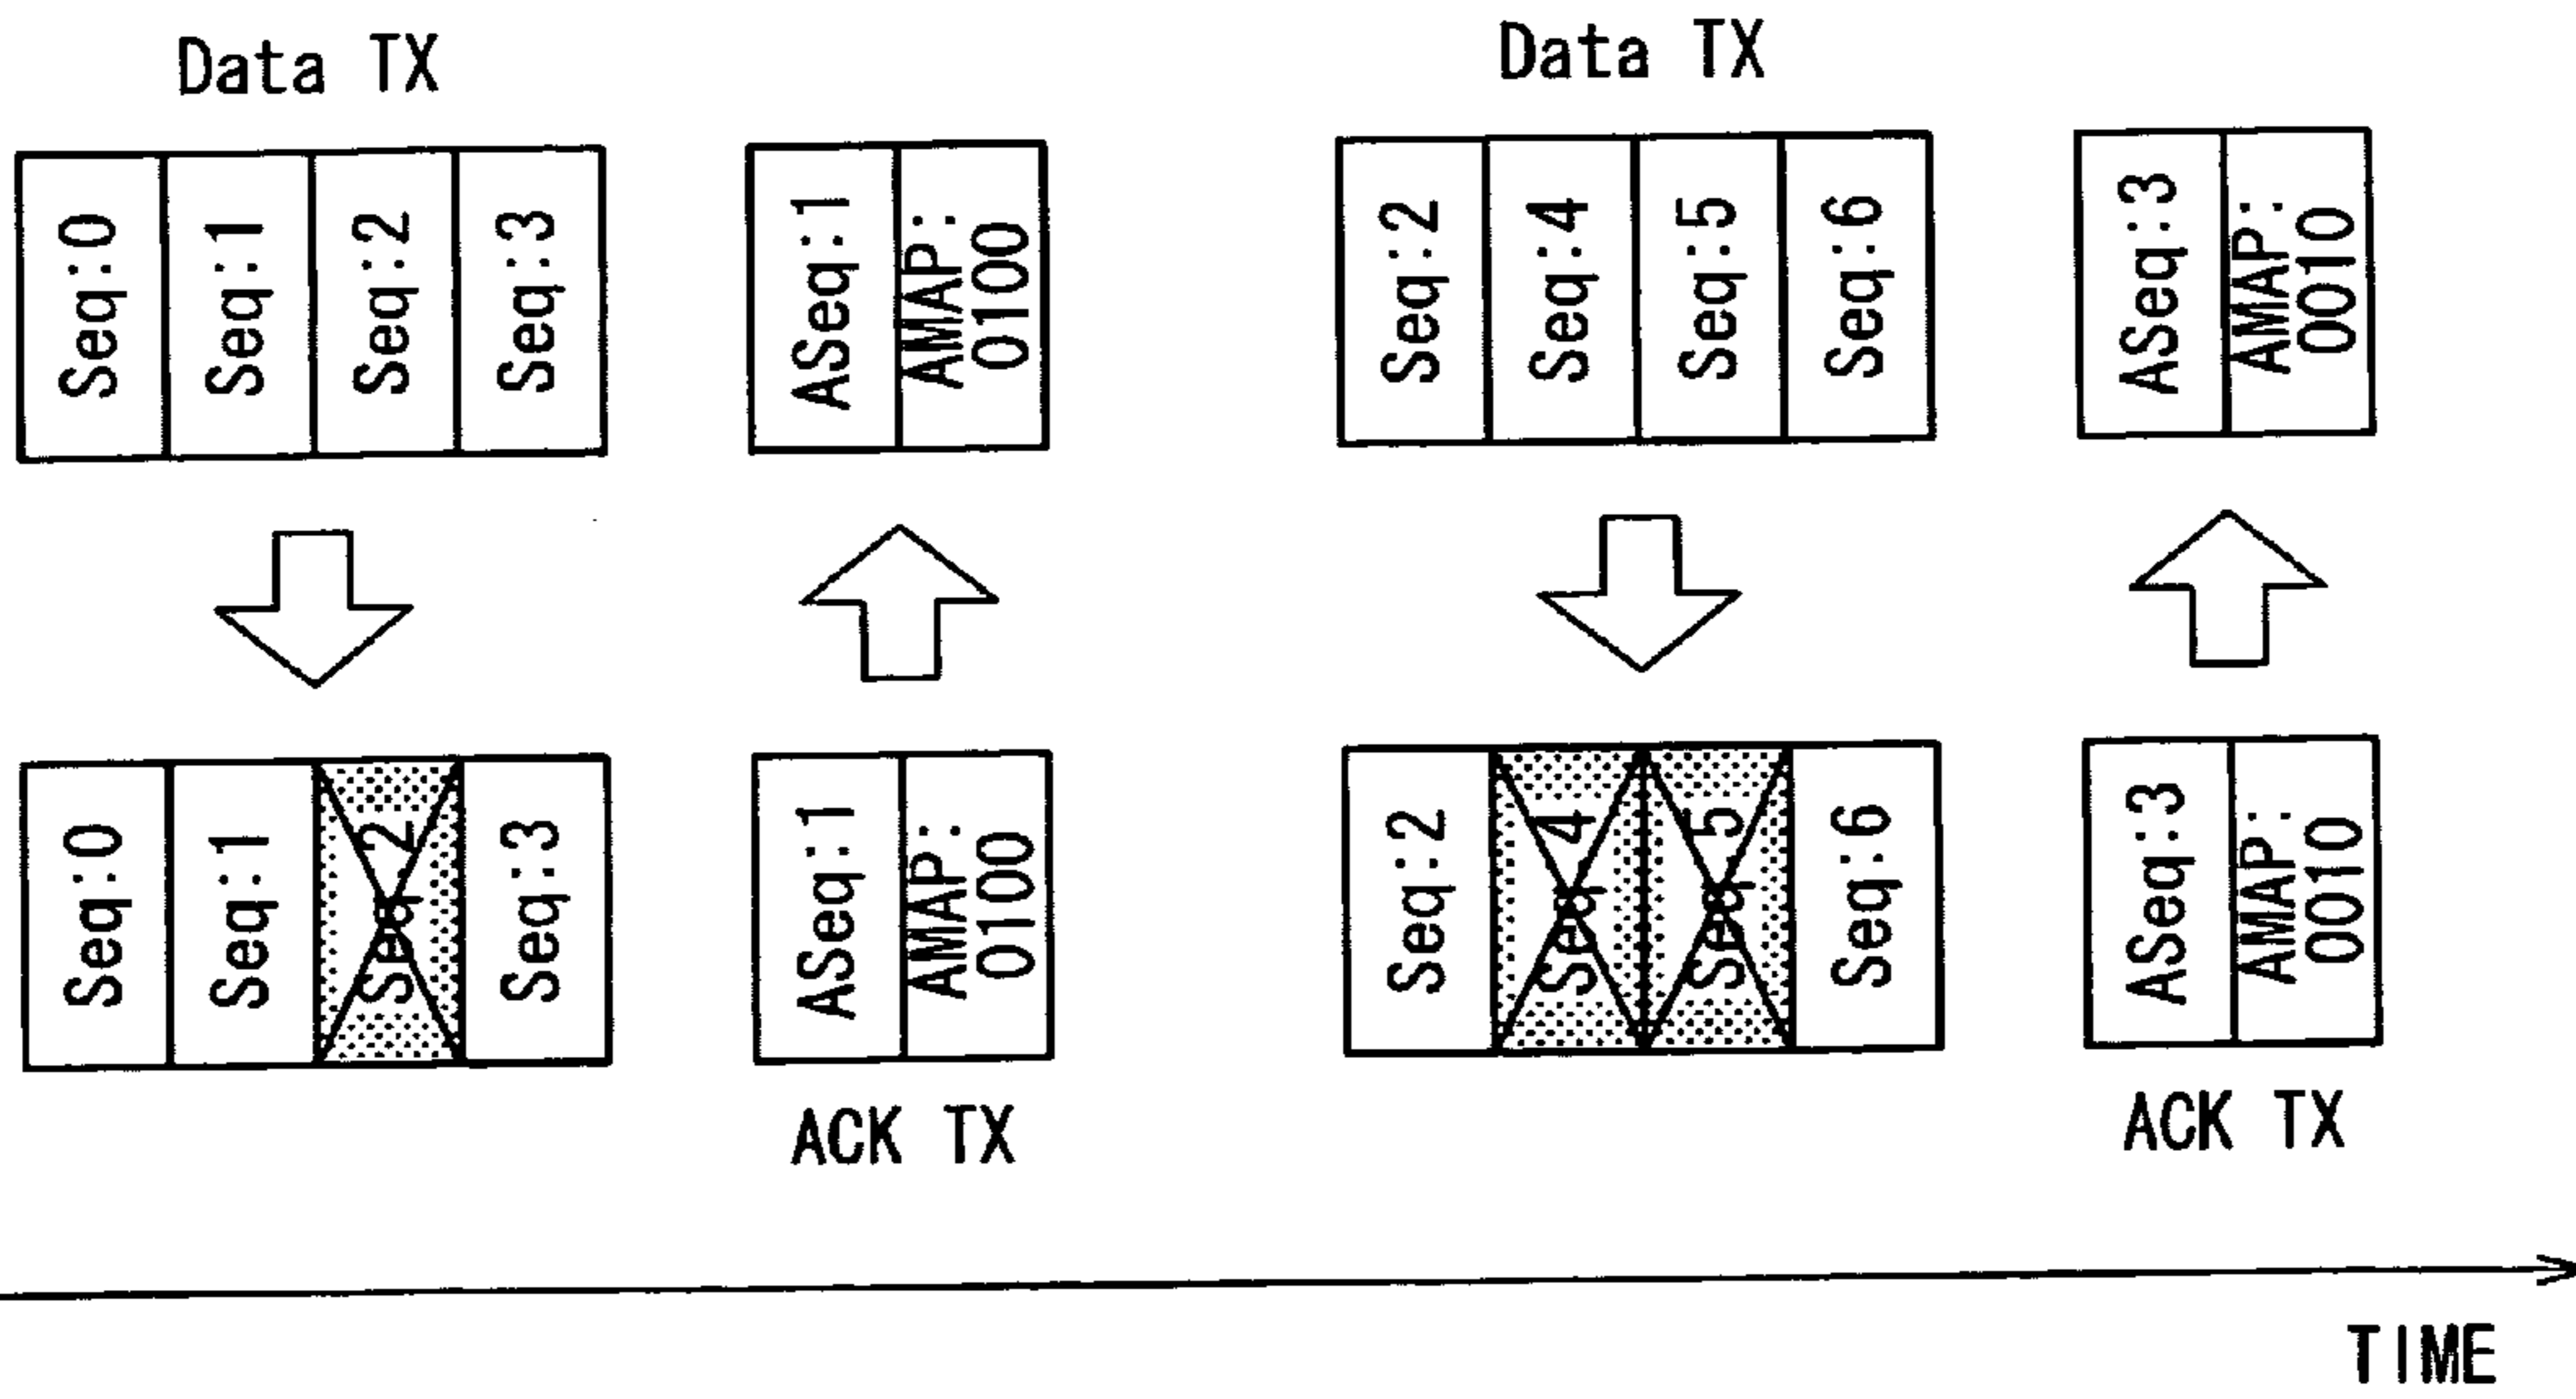 Data TX
Data TX
Seq:0
Seq:1
Seq:2
Seq:3
ASeq:1
AMAP:
0100
Seq:2
Seq:4
Seq:5
Seq:6
ASeq:3
AMAP:
0010
Seq:0
Seq:1
Seq:2
Seq:3
ASeq:1
AMAP:
0100
Seq:2
Seq:4
Seq:5
Seq:6
ASeq:3
AMAP:
0010
ACK TX
ACK TX
TIME